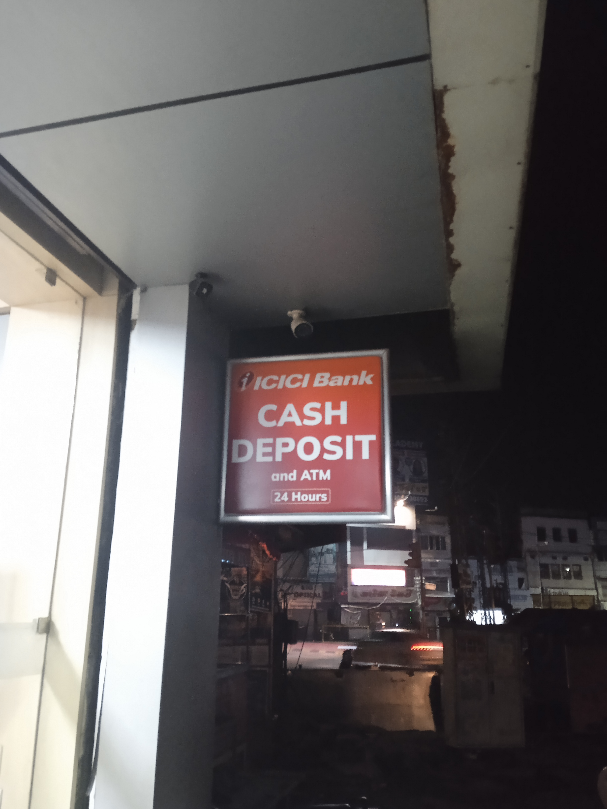 ICICI Bank
CASH
DEPOSIT
and ATM
24 Hours